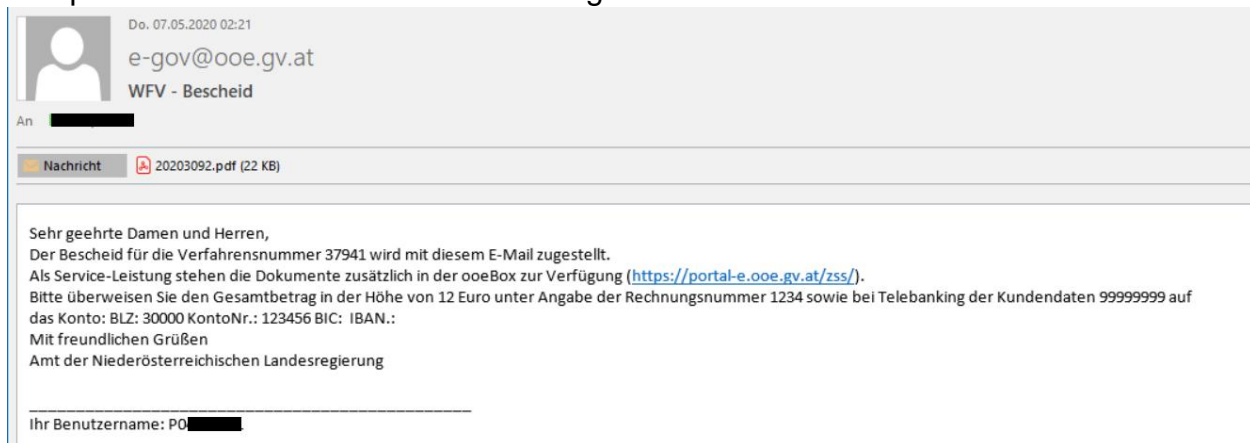 Do. 07.05.2020 02:21
e-gov@ooe.gv.at
WFV - Bescheid
An
Nachricht 20203092.pdf (22 KB)
Sehr geehrte Damen und Herren,
Der Bescheid für die Verfahrensnummer 37941 wird mit diesem E-Mail zugestellt.
Als Service-Leistung stehen die Dokumente zusätzlich in der ooeBox zur Verfügung (https://portal-e.ooe.gv.at/zss/).
Bitte überweisen Sie den Gesamtbetrag in der Höhe von 12 Euro unter Angabe der Rechnungsnummer 1234 sowie bei Telebanking der Kundendaten 99999999 auf
das Konto: BLZ: 30000 KontoNr.: 123456 BIC: IBAN.:
Mit freundlichen Grüßen
Amt der Niederösterreichischen Landesregierung
Ihr Benutzername: P0